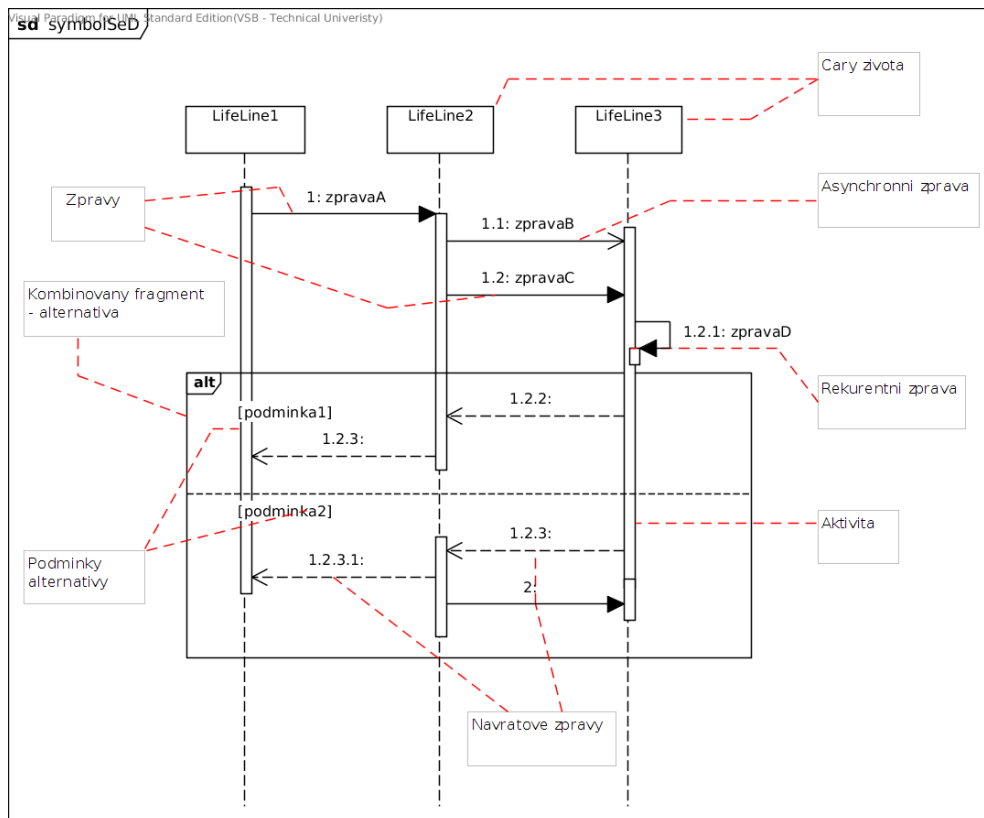 Visual Paradigm for UML Standard Edition(VSB - Technical Univeristy)
sd symbolSeD
Cary zivota
LifeLine1
LifeLine2
LifeLine3
Zpravy
1: zpravaA
Asynchronni zprava
1.1: zpravaB
1.2: zpravaC
Kombinovany fragment
- alternativa
1.2.1: zpravaD
alt
Rekurentni zprava
1.2.2:
[podminka1]
1.2.3:
[podminka2]
Aktivita
1.2.3:
Podminky
alternativy
1.2.3.1:
2:
Navratove zpravy